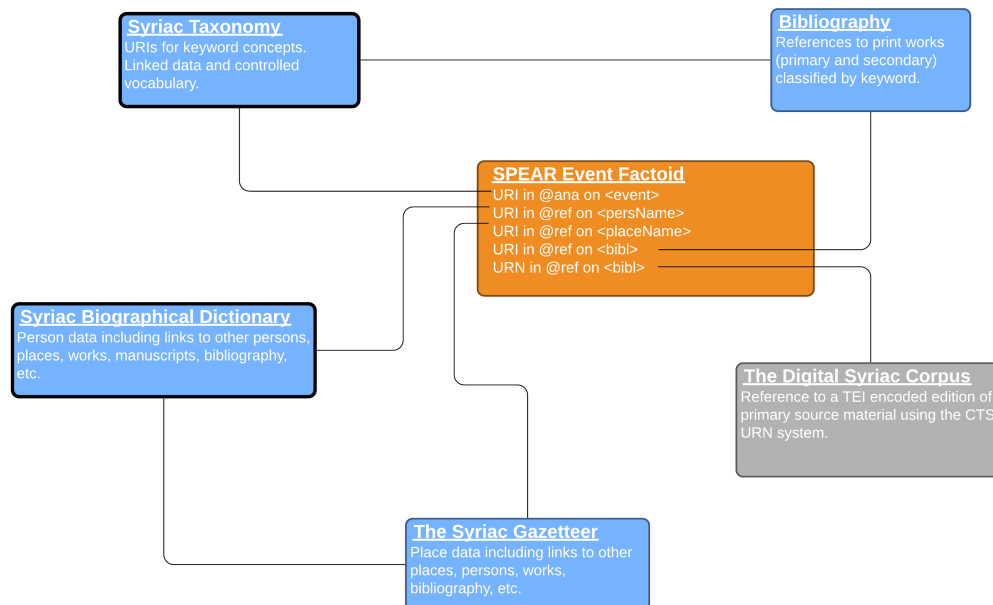 Syriac Taxonomy
URIs for keyword concepts.
Linked data and controlled
vocabulary.
Bibliography
References to print works
(primary and secondary)
classified by keyword.
SPEAR Event Factoid
URI in @ana on <event>
URI in @ref on <persName>
URI in @ref on <placeName>
URI in @ref on <bibl>
URN in @ref on <bibl>
Syriac Biographical Dictionary
Person data including links to other persons,
places, works, manuscripts, bibliography,
etc.
The Digital Syriac Corpus
Reference to a TEI encoded edition of
primary source material using the CTS
URN system.
The Syriac Gazetteer
Place data including links to other
places, persons, works,
bibliography, etc.